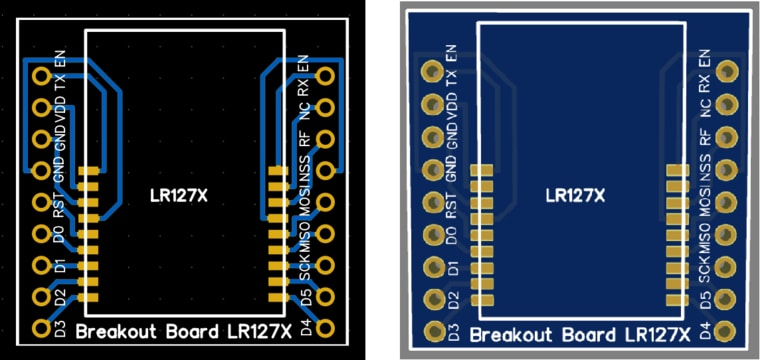 TX EN
VDD
GND
GND
RST
D0
D1
D2
D3
RX EN
NC
RF
NSS
MOSI
MISO
SCK
D5
D4
LR127X
Breakout Board LR127X
TX EN
VDD
GND
GND
RST
D0
D1
D2
D3
RX EN
NC
RF
NSS
MOSI
MISO
SCK
D5
D4
LR127X
Breakout Board LR127X